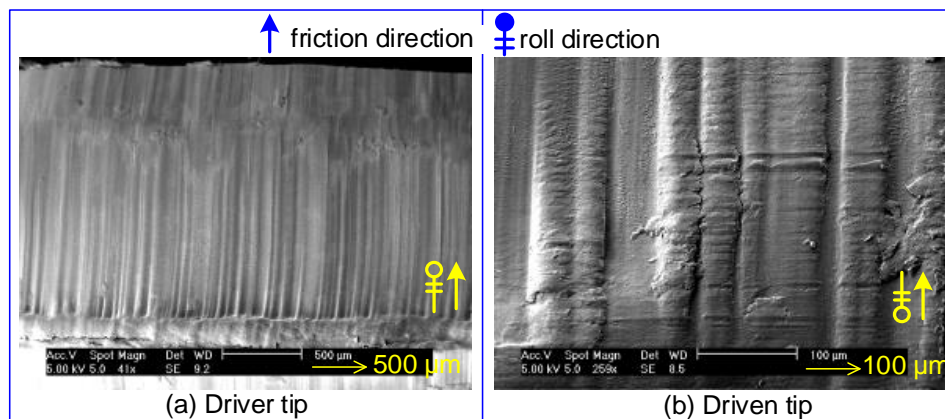 friction direction roll direction
Acc.V Spot Magn Det WD 500 µm
5.00 kV 5.0 41x SE 9.2 500 µm
Acc.V Spot Magn Det WD 100 µm
5.00 kV 5.0 259x SE 8.5 100 µm
(a) Driver tip
(b) Driven tip